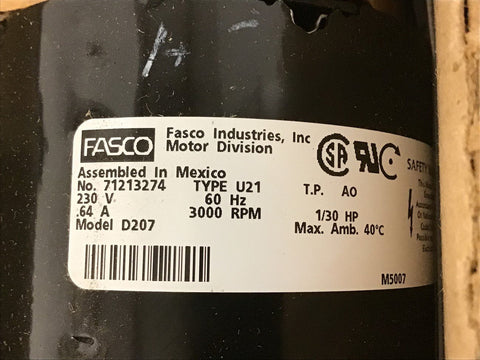 FASCO
Fasco Industries, Inc
Motor Division
Assembled In Mexico
No. 71213274 TYPE U21 T.P. AO
230 V 60 Hz
.64 A 3000 RPM 1/30 HP
Model D207 Max. Amb. 40°C
M5007
SAFETY